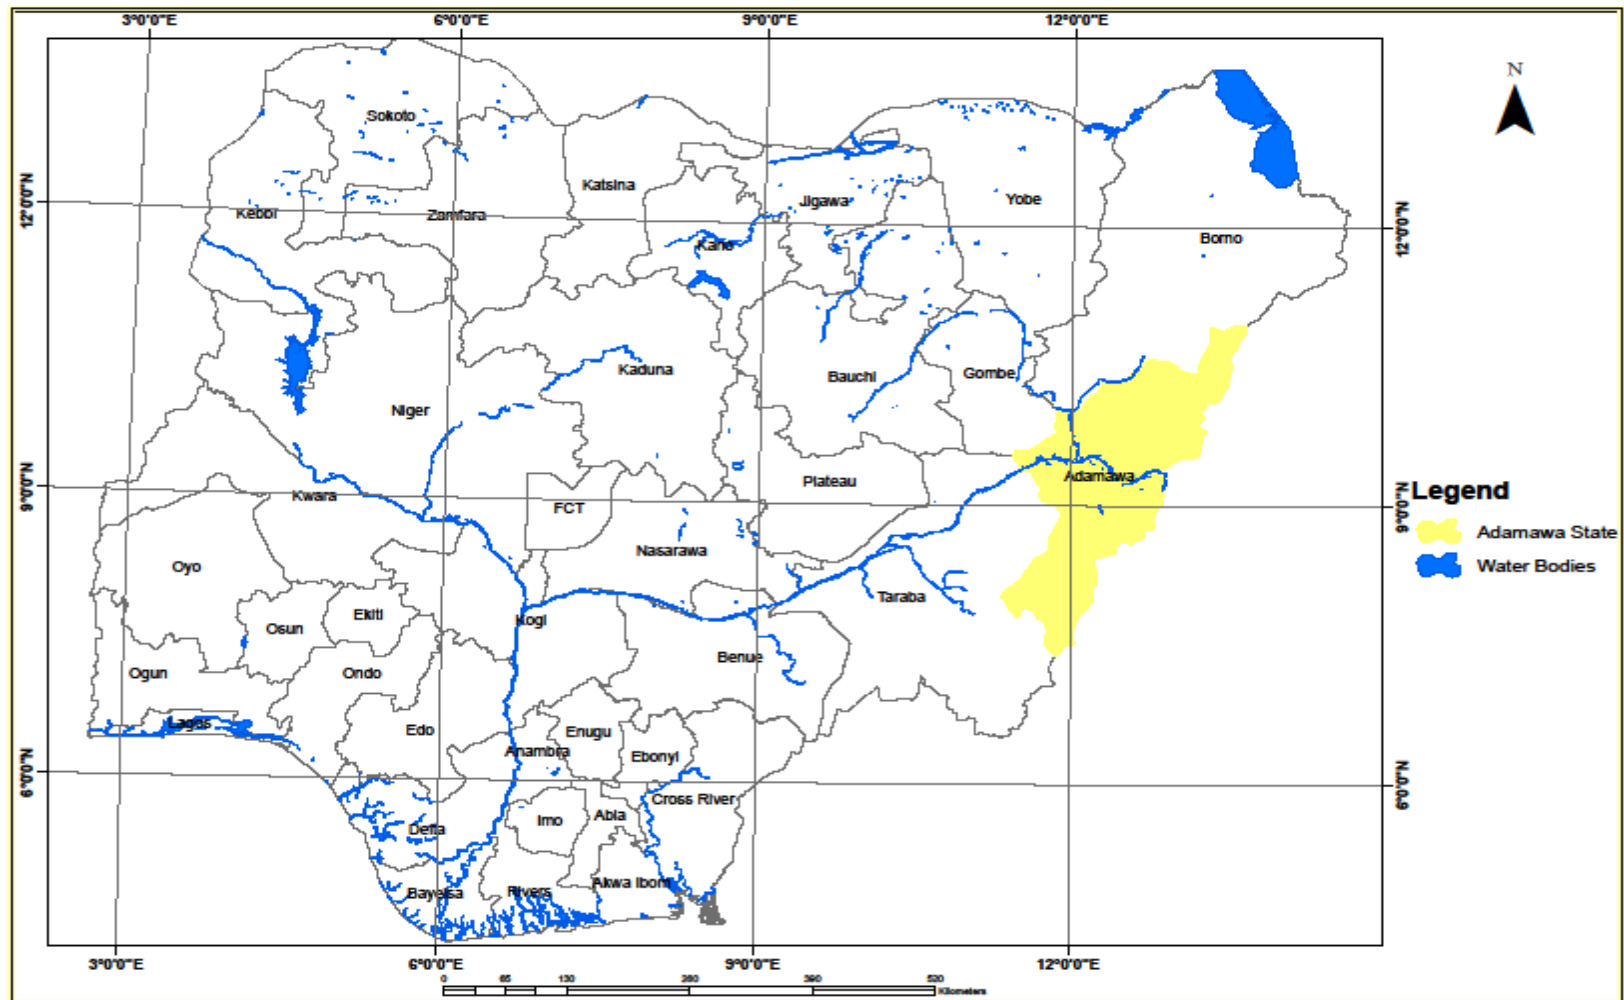 3°0'0"E 6°0'0"E 9°0'0"E 12°0'0"E
N
Sokoto
Katsina
Kebbi
Zamfara
Jigawa
Yobe
12°0'0"N
12°0'0"N
Kano
Borno
Kaduna
Bauchi
Gombe
Niger
Adamawa
Plateau
9°0'0"N
Kwara
9°0'0"N
Legend
FCT
Adamawa State
Nasarawa
Water Bodies
Oyo
Taraba
Ekiti
Kogi
Osun
Benue
Ogun
Ondo
Lagos
Edo
Enugu
Anambra
Ebonyi
6°0'0"N
6°0'0"N
Cross River
Imo
Abia
Delta
Bayelsa
Rivers
Akwa Ibom
3°0'0"E 6°0'0"E 9°0'0"E 12°0'0"E
0 65 130 260 390 520
Kilometers